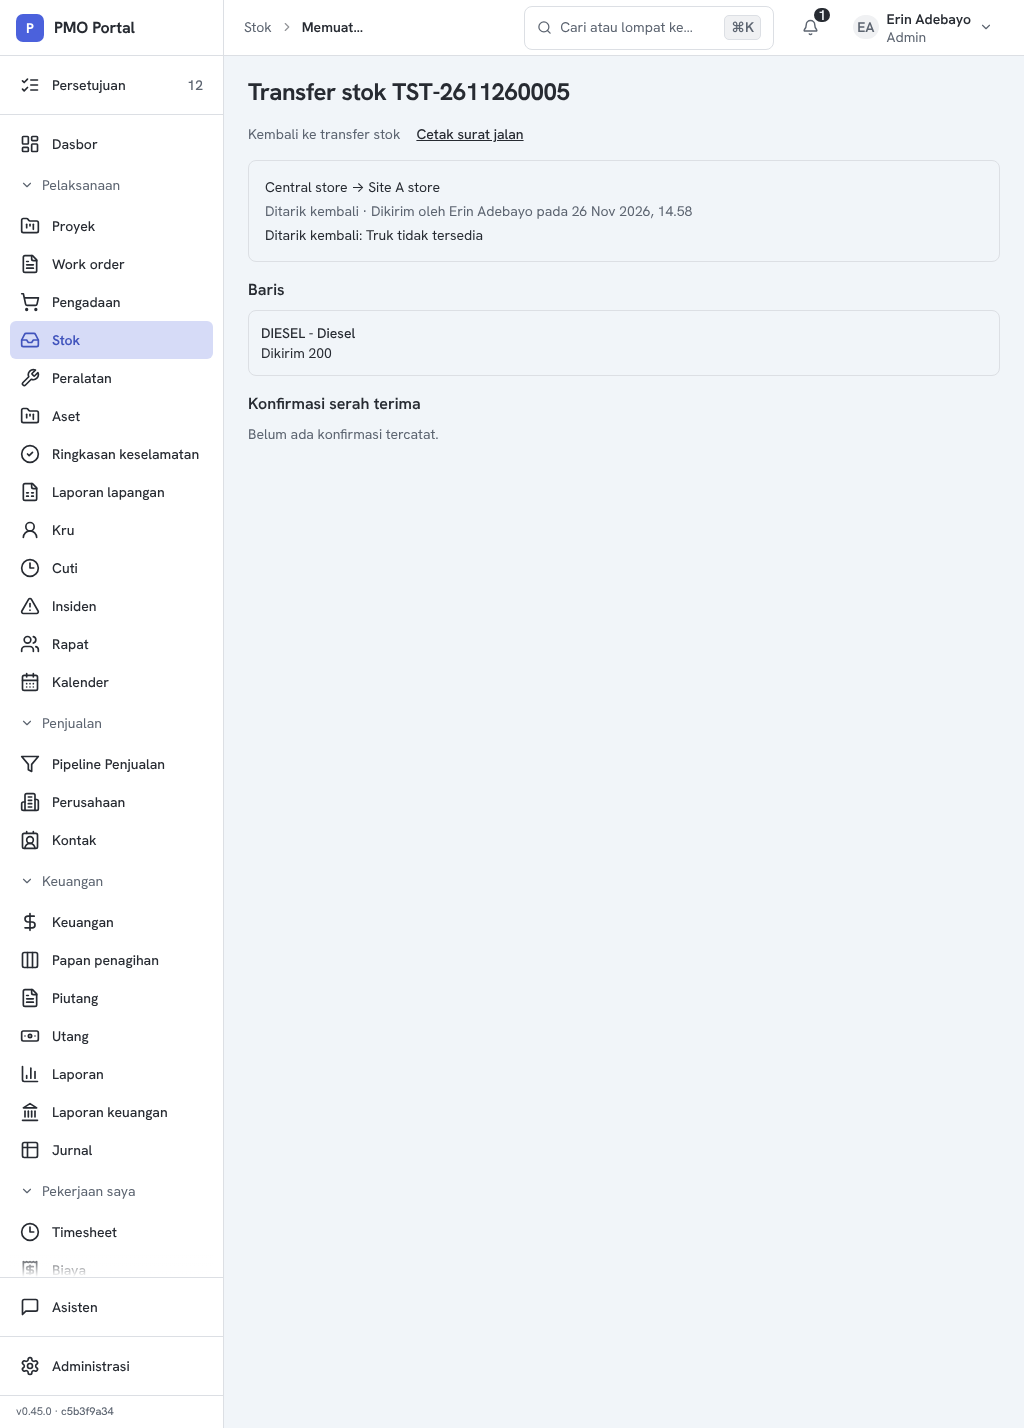 P PMO Portal
Stok > Memuat...
Cari atau lompat ke... ⌘K
1
EA Erin Adebayo
Admin
Persetujuan 12
Dasbor
Pelaksanaan
Proyek
Work order
Pengadaan
Stok
Peralatan
Aset
Ringkasan keselamatan
Laporan lapangan
Kru
Cuti
Insiden
Rapat
Kalender
Penjualan
Pipeline Penjualan
Perusahaan
Kontak
Keuangan
Keuangan
Papan penagihan
Piutang
Utang
Laporan
Laporan keuangan
Jurnal
Pekerjaan saya
Timesheet
Biaya
Asisten
Administrasi
v0.45.0 · c5b3f9a34
Transfer stok TST-2611260005
Kembali ke transfer stok Cetak surat jalan
Central store → Site A store
Ditarik kembali · Dikirim oleh Erin Adebayo pada 26 Nov 2026, 14.58
Ditarik kembali: Truk tidak tersedia
Baris
DIESEL - Diesel
Dikirim 200
Konfirmasi serah terima
Belum ada konfirmasi tercatat.